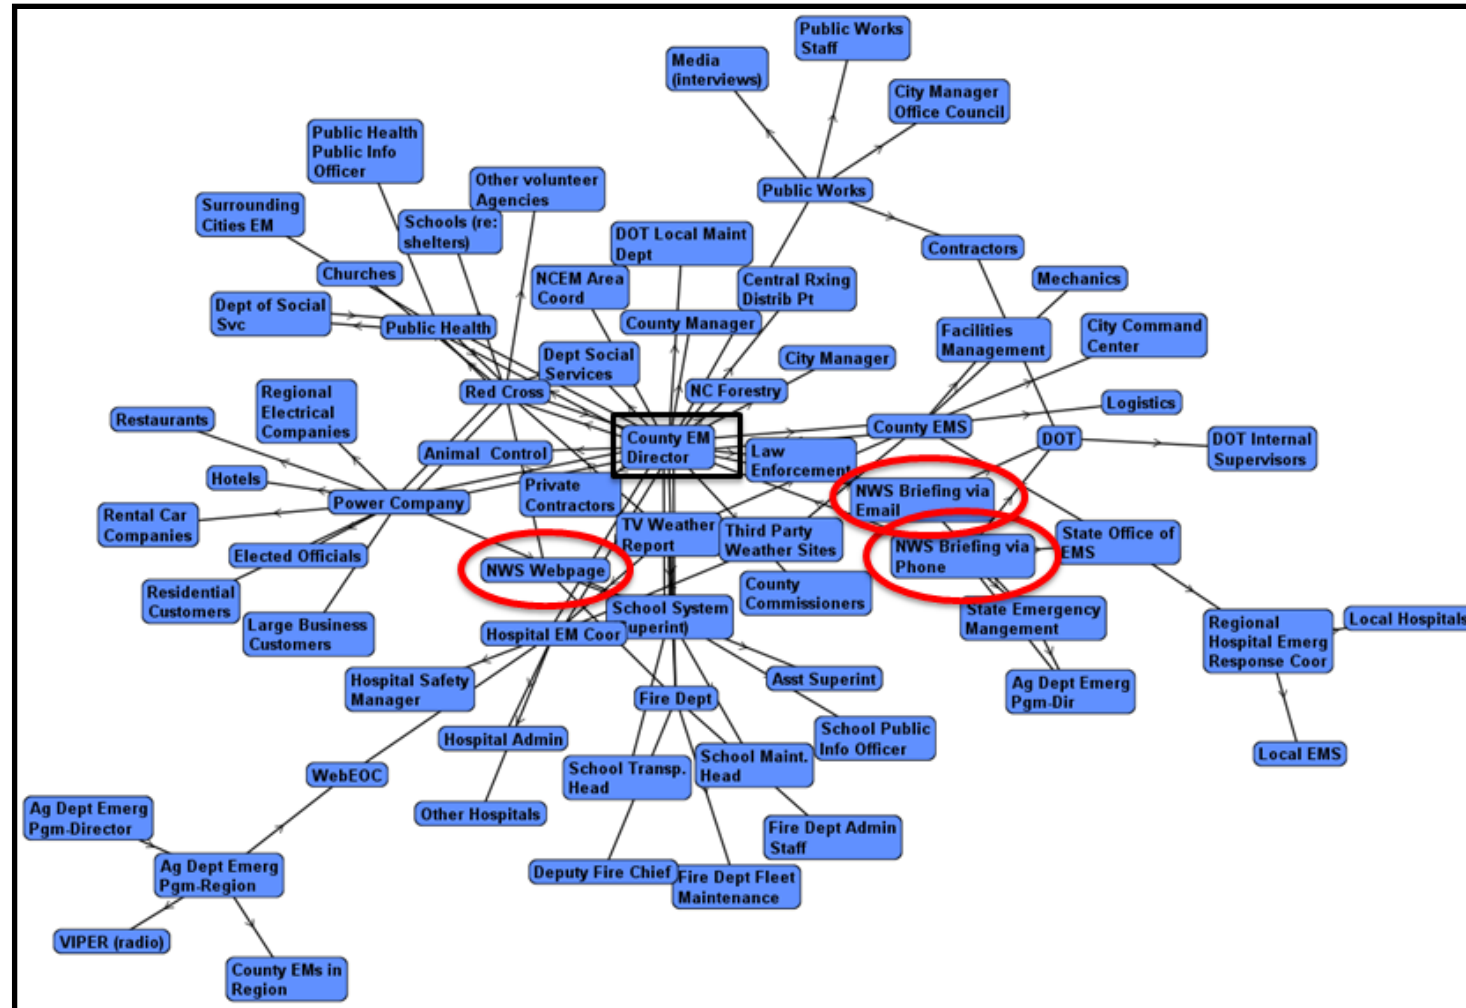 Public Works
Staff
Media
(interviews)
City Manager
Office Council
Public Health
Public Info
Officer
Other volunteer
Agencies
Public Works
Surrounding
Cities EM
Schools (re:
shelters)
DOT Local Maint
Dept
Contractors
Churches
NCEM Area
Coord
Central Rxing
Distrib Pt
Mechanics
Dept of Social
Svc
Public Health
County Manager
Facilities
Management
City Command
Center
Dept Social
Services
City Manager
Red Cross
NC Forestry
Regional
Electrical
Companies
Restaurants
Logistics
County EMS
County EM
Director
Animal Control
Law
Enforcement
DOT
DOT Internal
Supervisors
Hotels
Power Company
Private
Contractors
NWS Briefing via
Email
Rental Car
Companies
TV Weather
Report
Third Party
Weather Sites
State Office of
EMS
Elected Officials
NWS Webpage
NWS Briefing via
Phone
Residential
Customers
County
Commissioners
Large Business
Customers
Hospital EM Coor
School System
uperint)
State Emergency
Mangement
Regional
Hospital Emerg
Response Coor
Local Hospitals
Hospital Safety
Manager
Asst Superint
Ag Dept Emerg
Pgm-Dir
Fire Dept
Hospital Admin
School Public
Info Officer
Local EMS
School Transp.
Head
School Maint.
Head
WebEOC
Other Hospitals
Ag Dept Emerg
Pgm-Director
Fire Dept Admin
Staff
Ag Dept Emerg
Pgm-Region
Deputy Fire Chief
Fire Dept Fleet
Maintenance
VIPER (radio)
County EMs in
Region